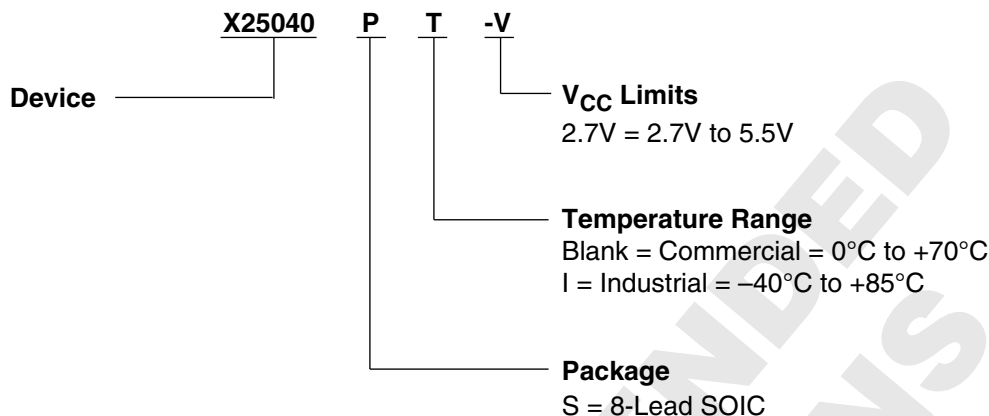 X25040 P T -V
Device
VCC Limits
2.7V = 2.7V to 5.5V
Temperature Range
Blank = Commercial = 0°C to +70°C
I = Industrial = –40°C to +85°C
Package
S = 8-Lead SOIC